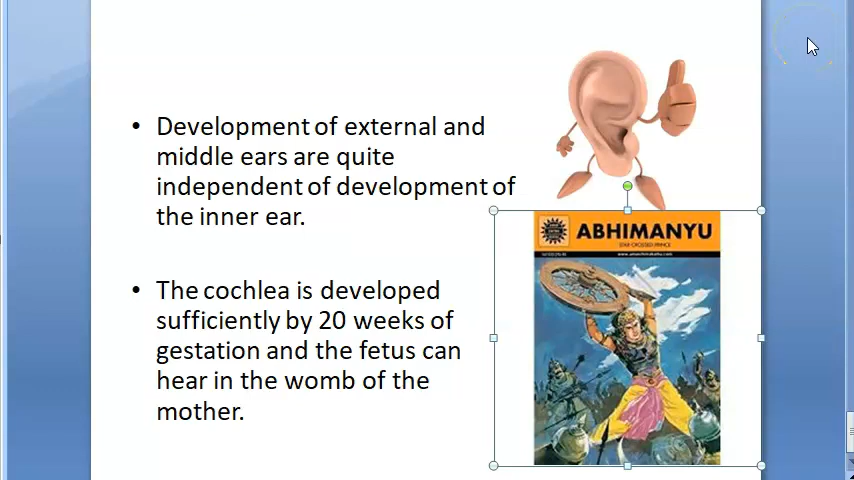 • Development of external and
middle ears are quite
independent of development of
the inner ear.
• The cochlea is developed
sufficiently by 20 weeks of
gestation and the fetus can
hear in the womb of the
mother.
ABHIMANYU